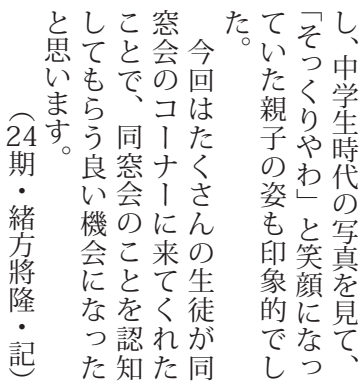 し、中学生時代の写真を見て、
「そっくりやわ」と笑顔になっ
ていた親子の姿も印象的でし
た。
今回はたくさんの生徒が同
窓会のコーナーに来てくれた
ことで、同窓会のことを認知
してもらう良い機会になった
と思います。
(24期・緒方將隆・記)